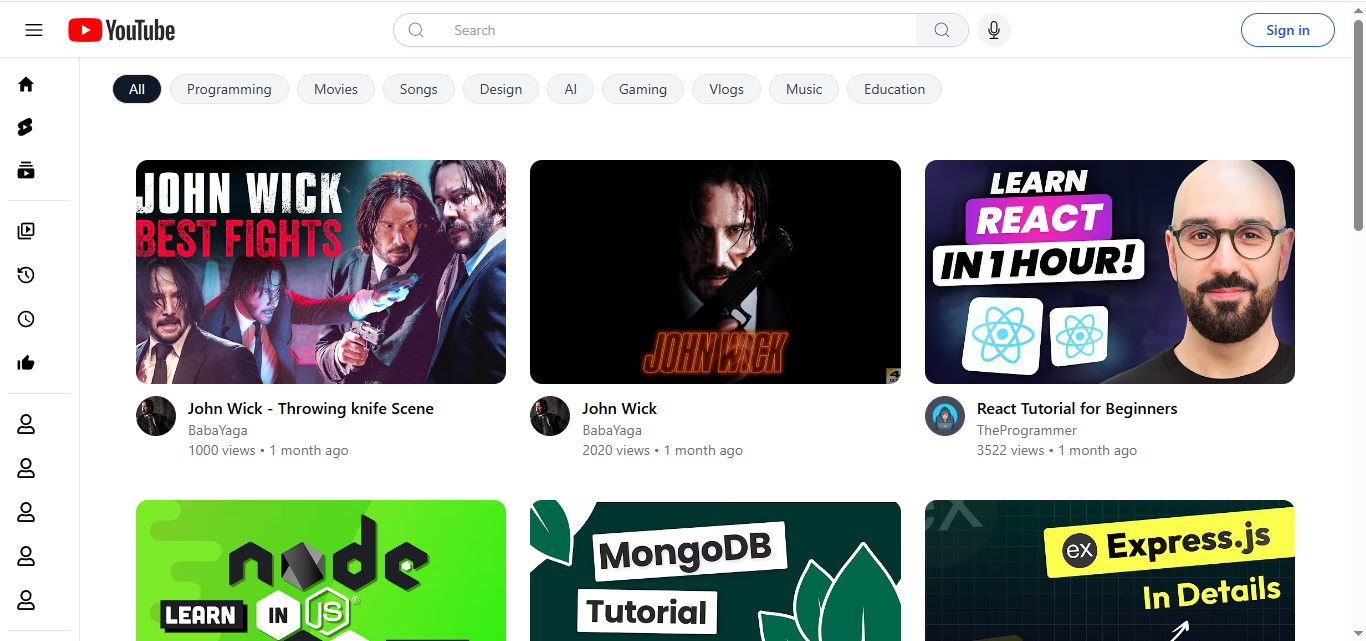 YouTube
Search
Sign in
All
Programming
Movies
Songs
Design
AI
Gaming
Vlogs
Music
Education
JOHN WICK
BEST FIGHTS
JOHN WICK
4
LEARN
REACT
IN 1 HOUR!
John Wick - Throwing knife Scene
BabaYaga
1000 views • 1 month ago
John Wick
BabaYaga
2020 views • 1 month ago
React Tutorial for Beginners
TheProgrammer
3522 views • 1 month ago
node
JS®
LEARN IN
MongoDB
Tutorial
ex
ex Express.js
In Details